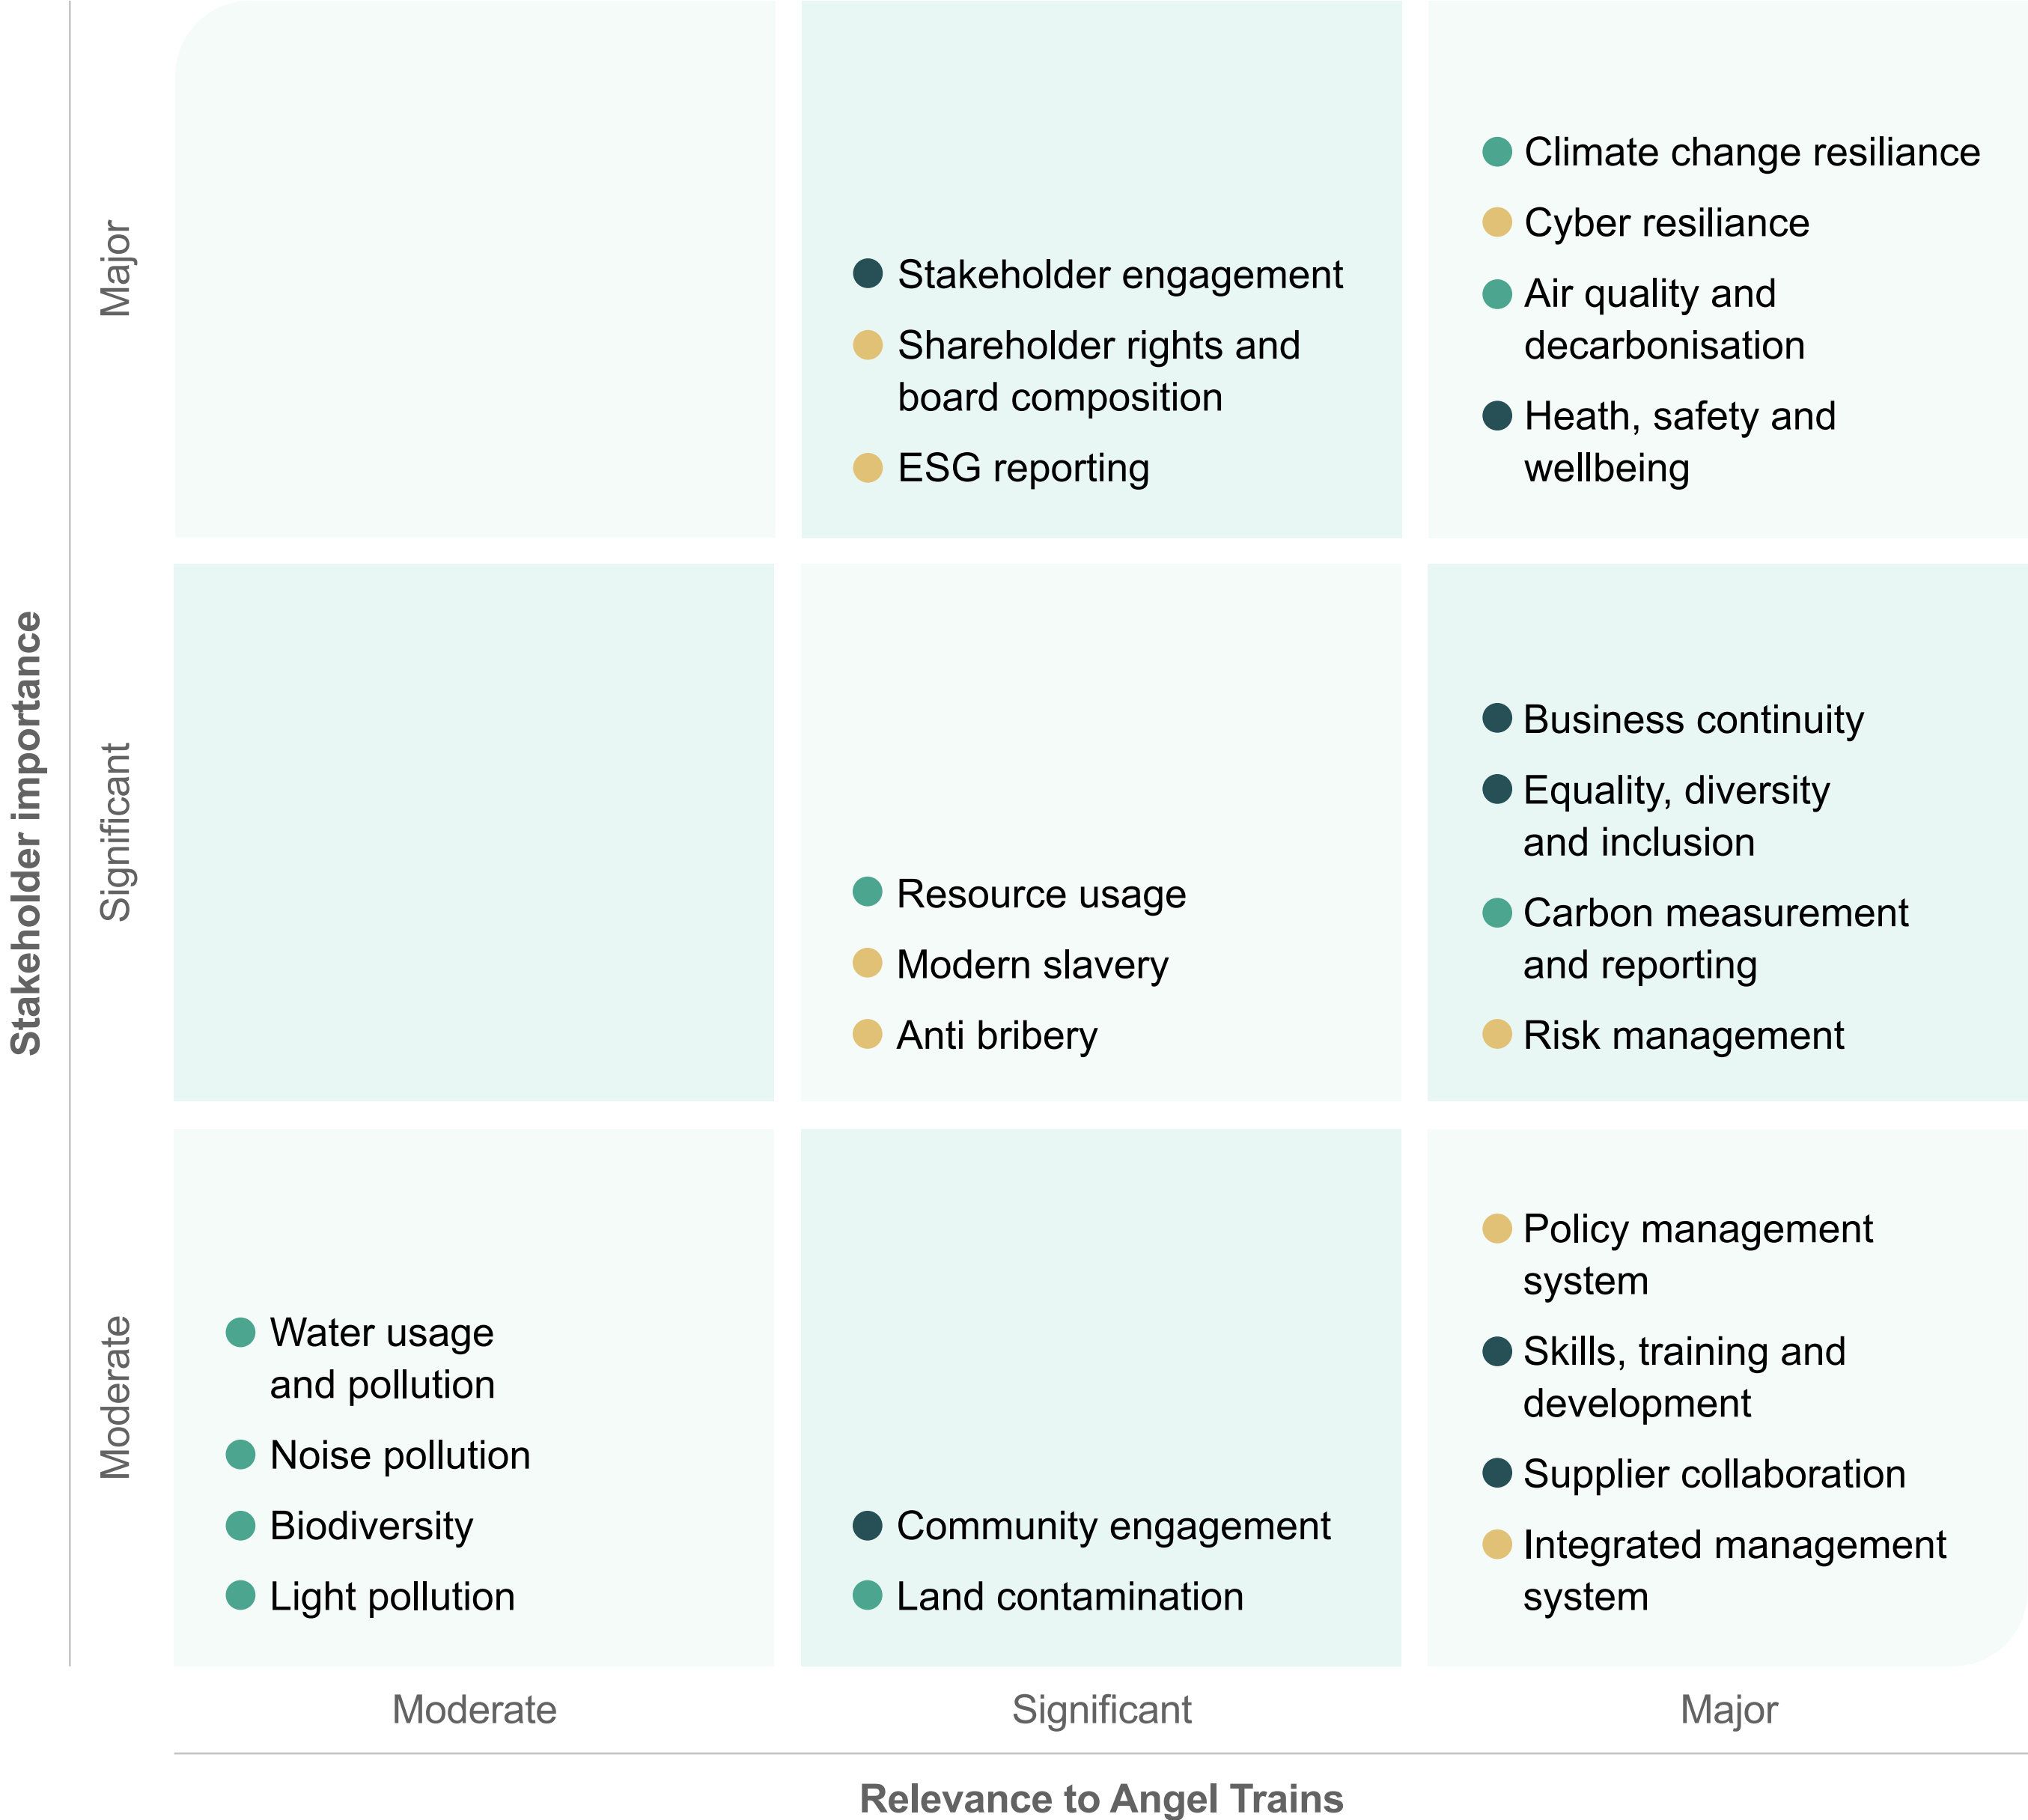 Stakeholder importance
Major
Stakeholder engagement
Shareholder rights and
board composition
ESG reporting
Climate change resiliance
Cyber resiliance
Air quality and
decarbonisation
Heath, safety and
wellbeing
Significant
Resource usage
Modern slavery
Anti bribery
Business continuity
Equality, diversity
and inclusion
Carbon measurement
and reporting
Risk management
Moderate
Water usage
and pollution
Noise pollution
Biodiversity
Light pollution
Community engagement
Land contamination
Policy management
system
Skills, training and
development
Supplier collaboration
Integrated management
system
Moderate
Significant
Major
Relevance to Angel Trains